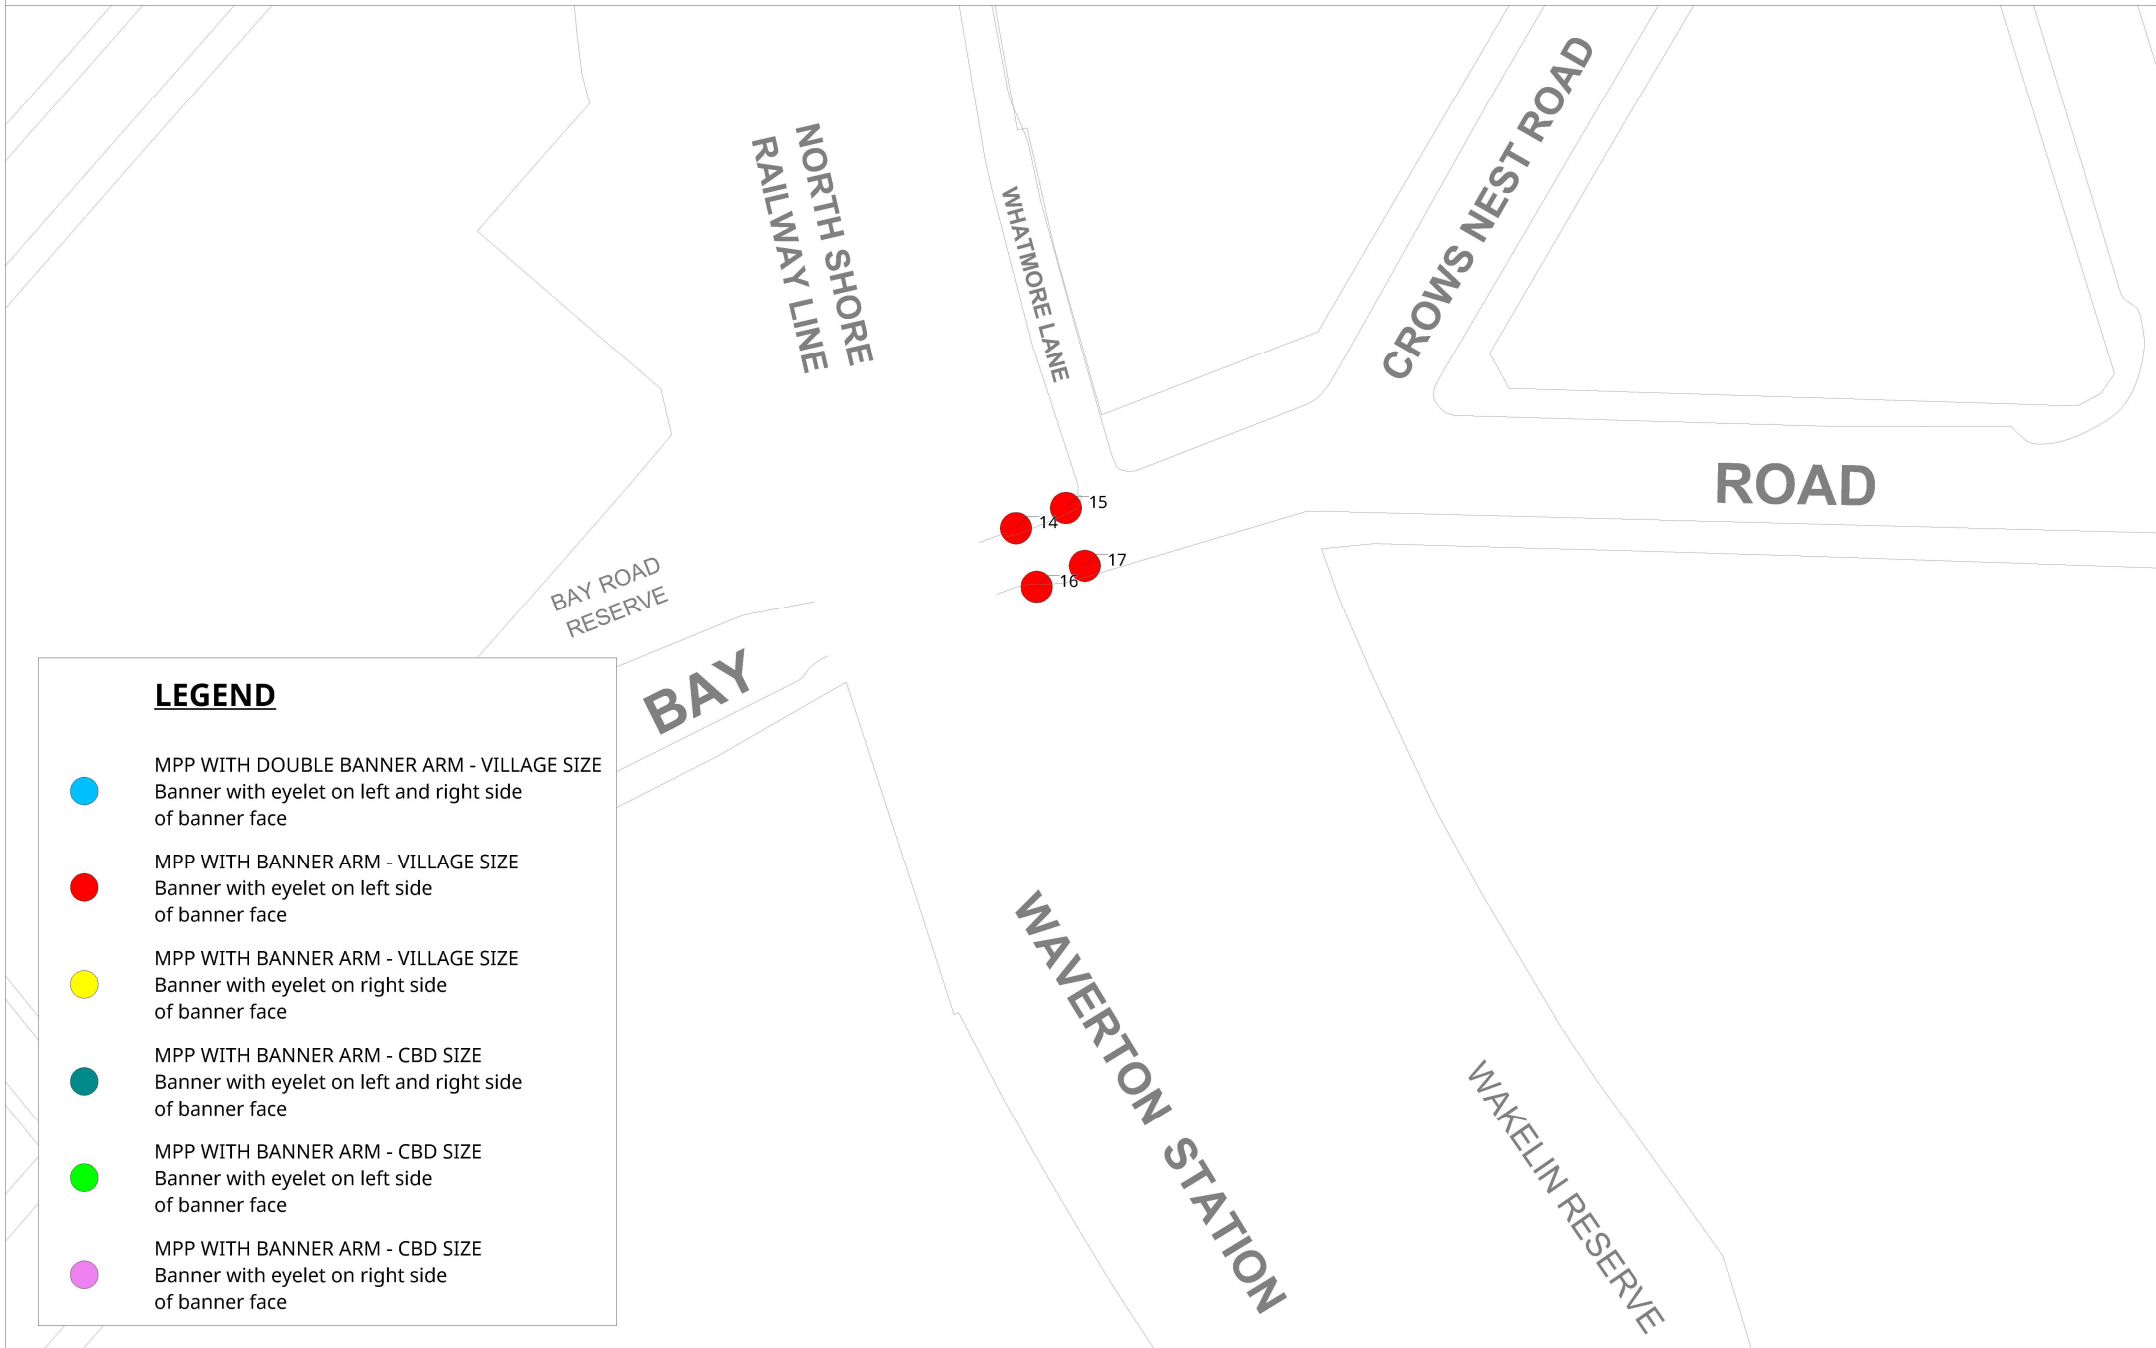 NORTH SHORE
RAILWAY LINE
WHATMORE LANE
CROWS NEST ROAD
ROAD
15
14
17
16
BAY ROAD
RESERVE
BAY
WAVERTON STATION
WAKELIN RESERVE
LEGEND
MPP WITH DOUBLE BANNER ARM - VILLAGE SIZE
Banner with eyelet on left and right side
of banner face
MPP WITH BANNER ARM - VILLAGE SIZE
Banner with eyelet on left side
of banner face
MPP WITH BANNER ARM - VILLAGE SIZE
Banner with eyelet on right side
of banner face
MPP WITH BANNER ARM - CBD SIZE
Banner with eyelet on left and right side
of banner face
MPP WITH BANNER ARM - CBD SIZE
Banner with eyelet on left side
of banner face
MPP WITH BANNER ARM - CBD SIZE
Banner with eyelet on right side
of banner face